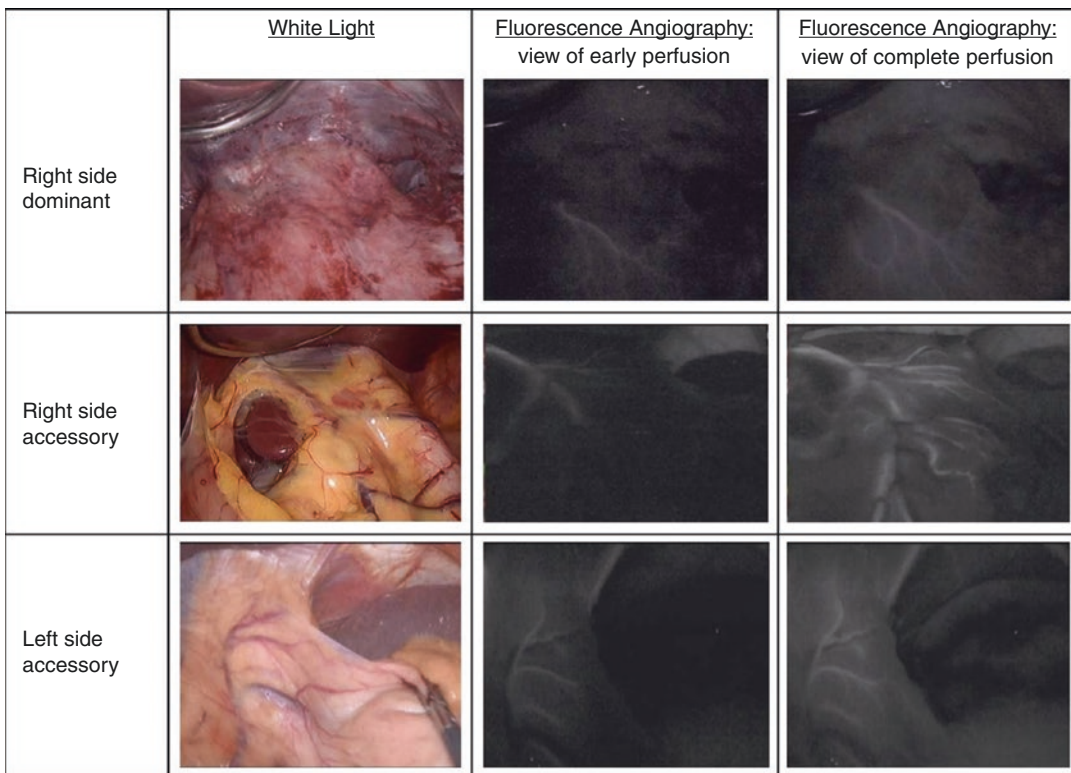 White Light
Fluorescence Angiography:
view of early perfusion
Fluorescence Angiography:
view of complete perfusion
Right side
dominant
Right side
accessory
Left side
accessory